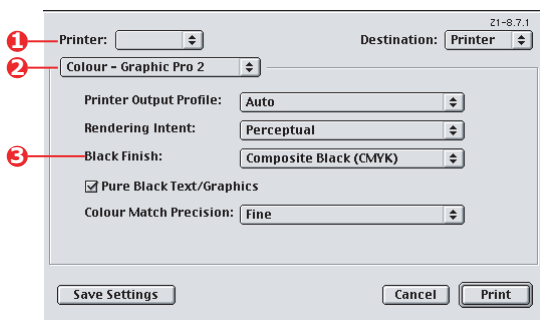 Z1-8.7.1
1 Printer: Destination: Printer
2 Colour - Graphic Pro 2
Printer Output Profile: Auto
Rendering Intent: Perceptual
3 Black Finish: Composite Black (CMYK)
Pure Black Text/Graphics
Colour Match Precision: Fine
Save Settings Cancel Print